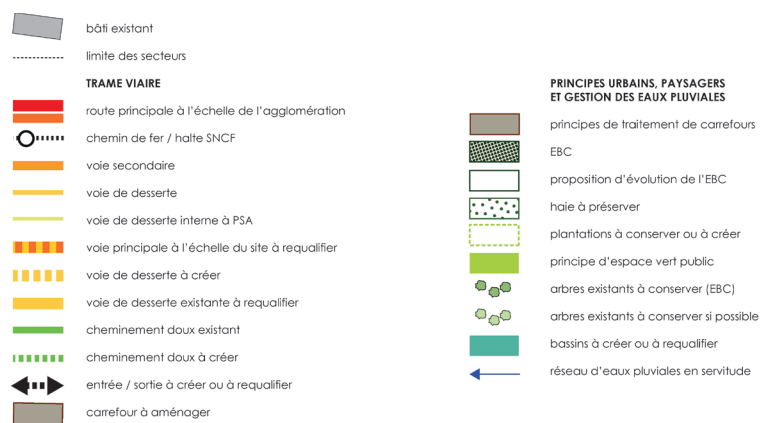 bâti existant
limite des secteurs
TRAME VIAIRE
route principale à l'échelle de l'agglomération
chemin de fer / halte SNCF
voie secondaire
voie de desserte
voie de desserte interne à PSA
voie principale à l'échelle du site à requalifier
voie de desserte à créer
voie de desserte existante à requalifier
cheminement doux existant
cheminement doux à créer
entrée / sortie à créer ou à requalifier
carrefour à aménager
PRINCIPES URBAINS, PAYSAGERS
ET GESTION DES EAUX PLUVIALES
principes de traitement de carrefours
EBC
proposition d'évolution de l'EBC
haie à préserver
plantations à conserver ou à créer
principe d'espace vert public
arbres existants à conserver (EBC)
arbres existants à conserver si possible
bassins à créer ou à requalifier
réseau d'eaux pluviales en servitude